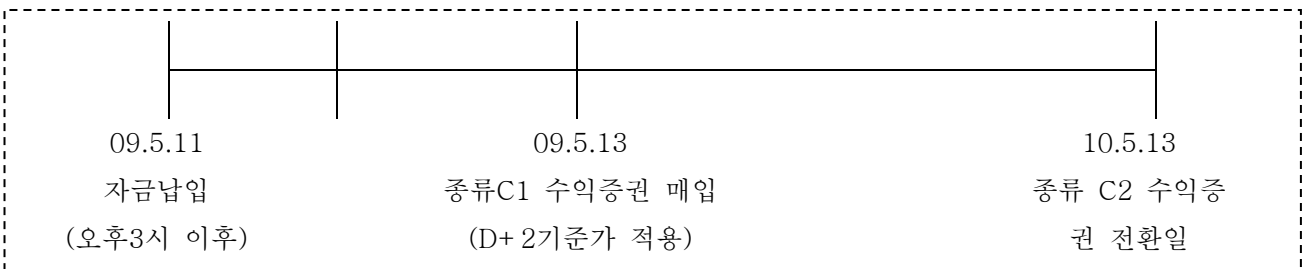 09.5.11 09.5.13 10.5.13
자금납입 종류C1 수익증권 매입 종류 C2 수익증
(오후3시 이후) (D+2기준가 적용) 권 전환일